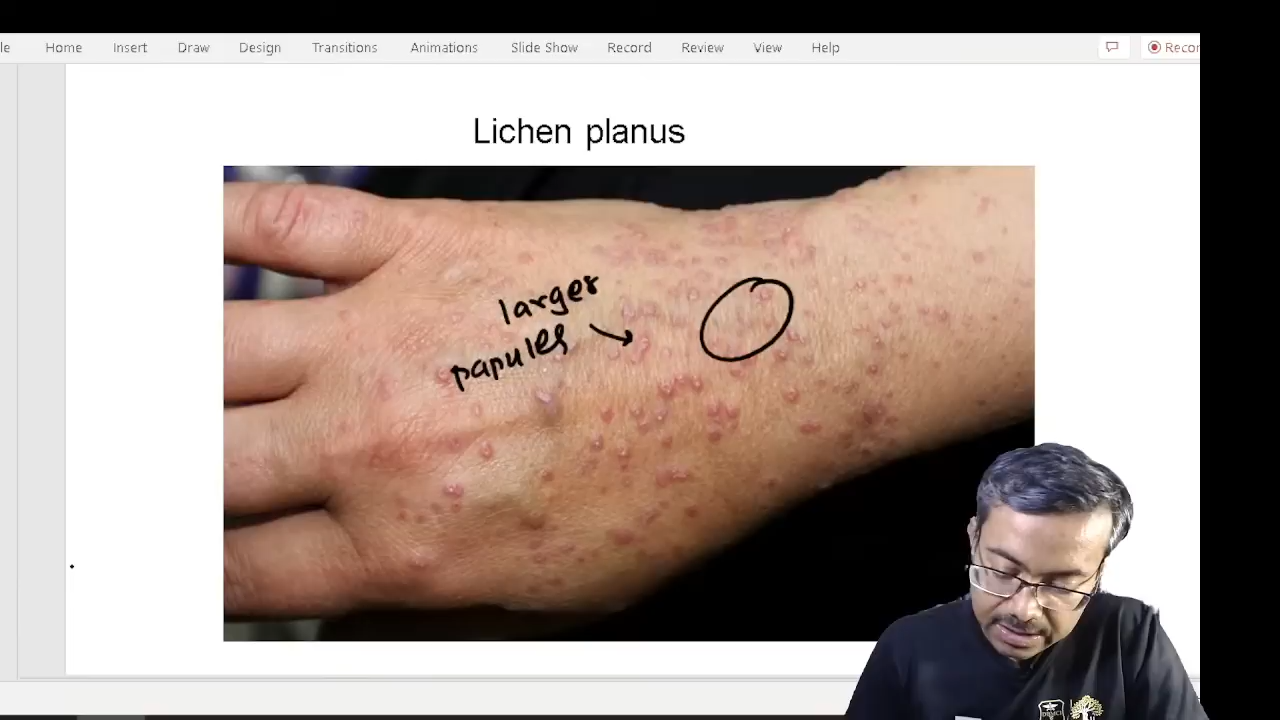 Home Insert Draw Design Transitions Animations Slide Show Record Review View Help
Lichen planus
larger
papules